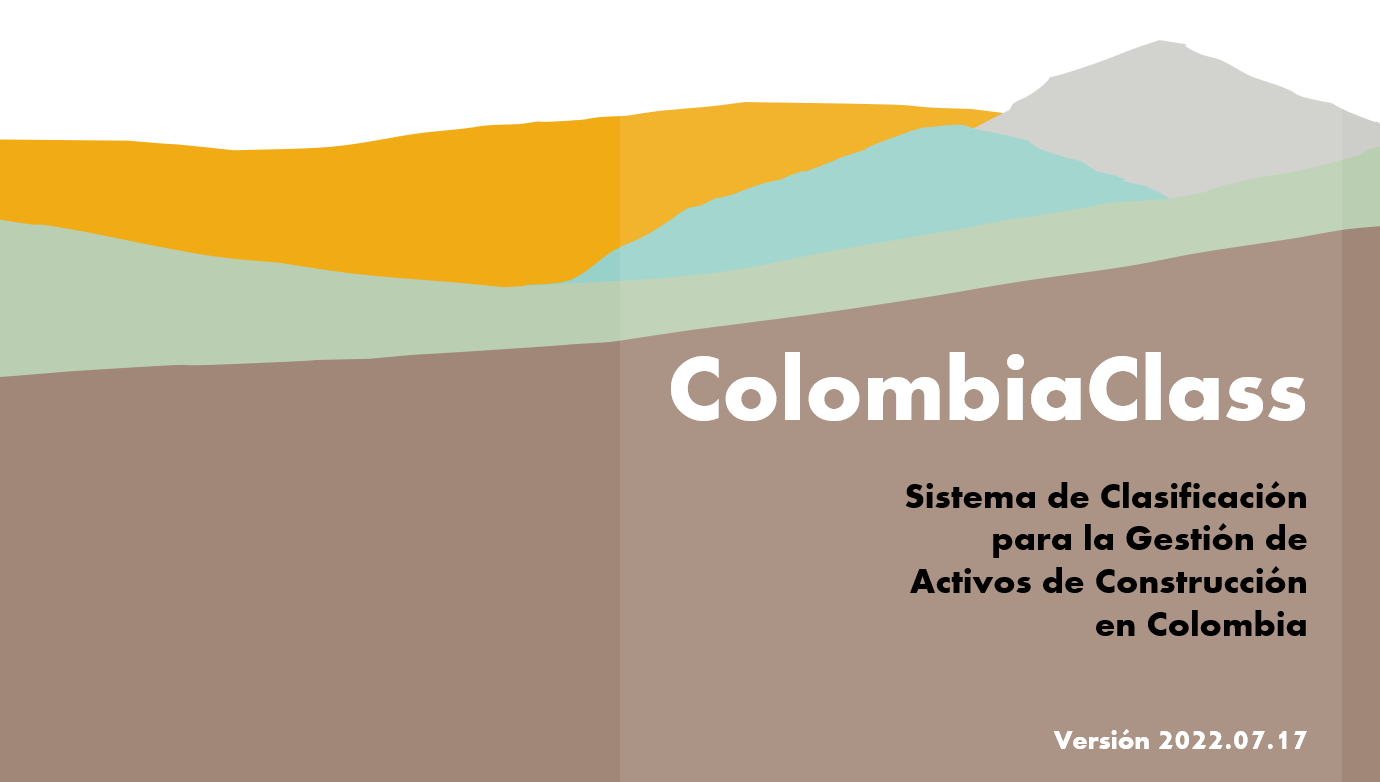 ColombiaClass
Sistema de Clasificación
para la Gestión de
Activos de Construcción
en Colombia
Versión 2022.07.17